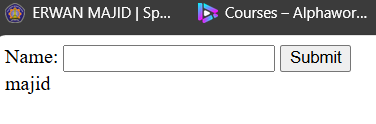 ERWAN MAJID | Sp... Courses – Alphawor...
Name: Submit
majid